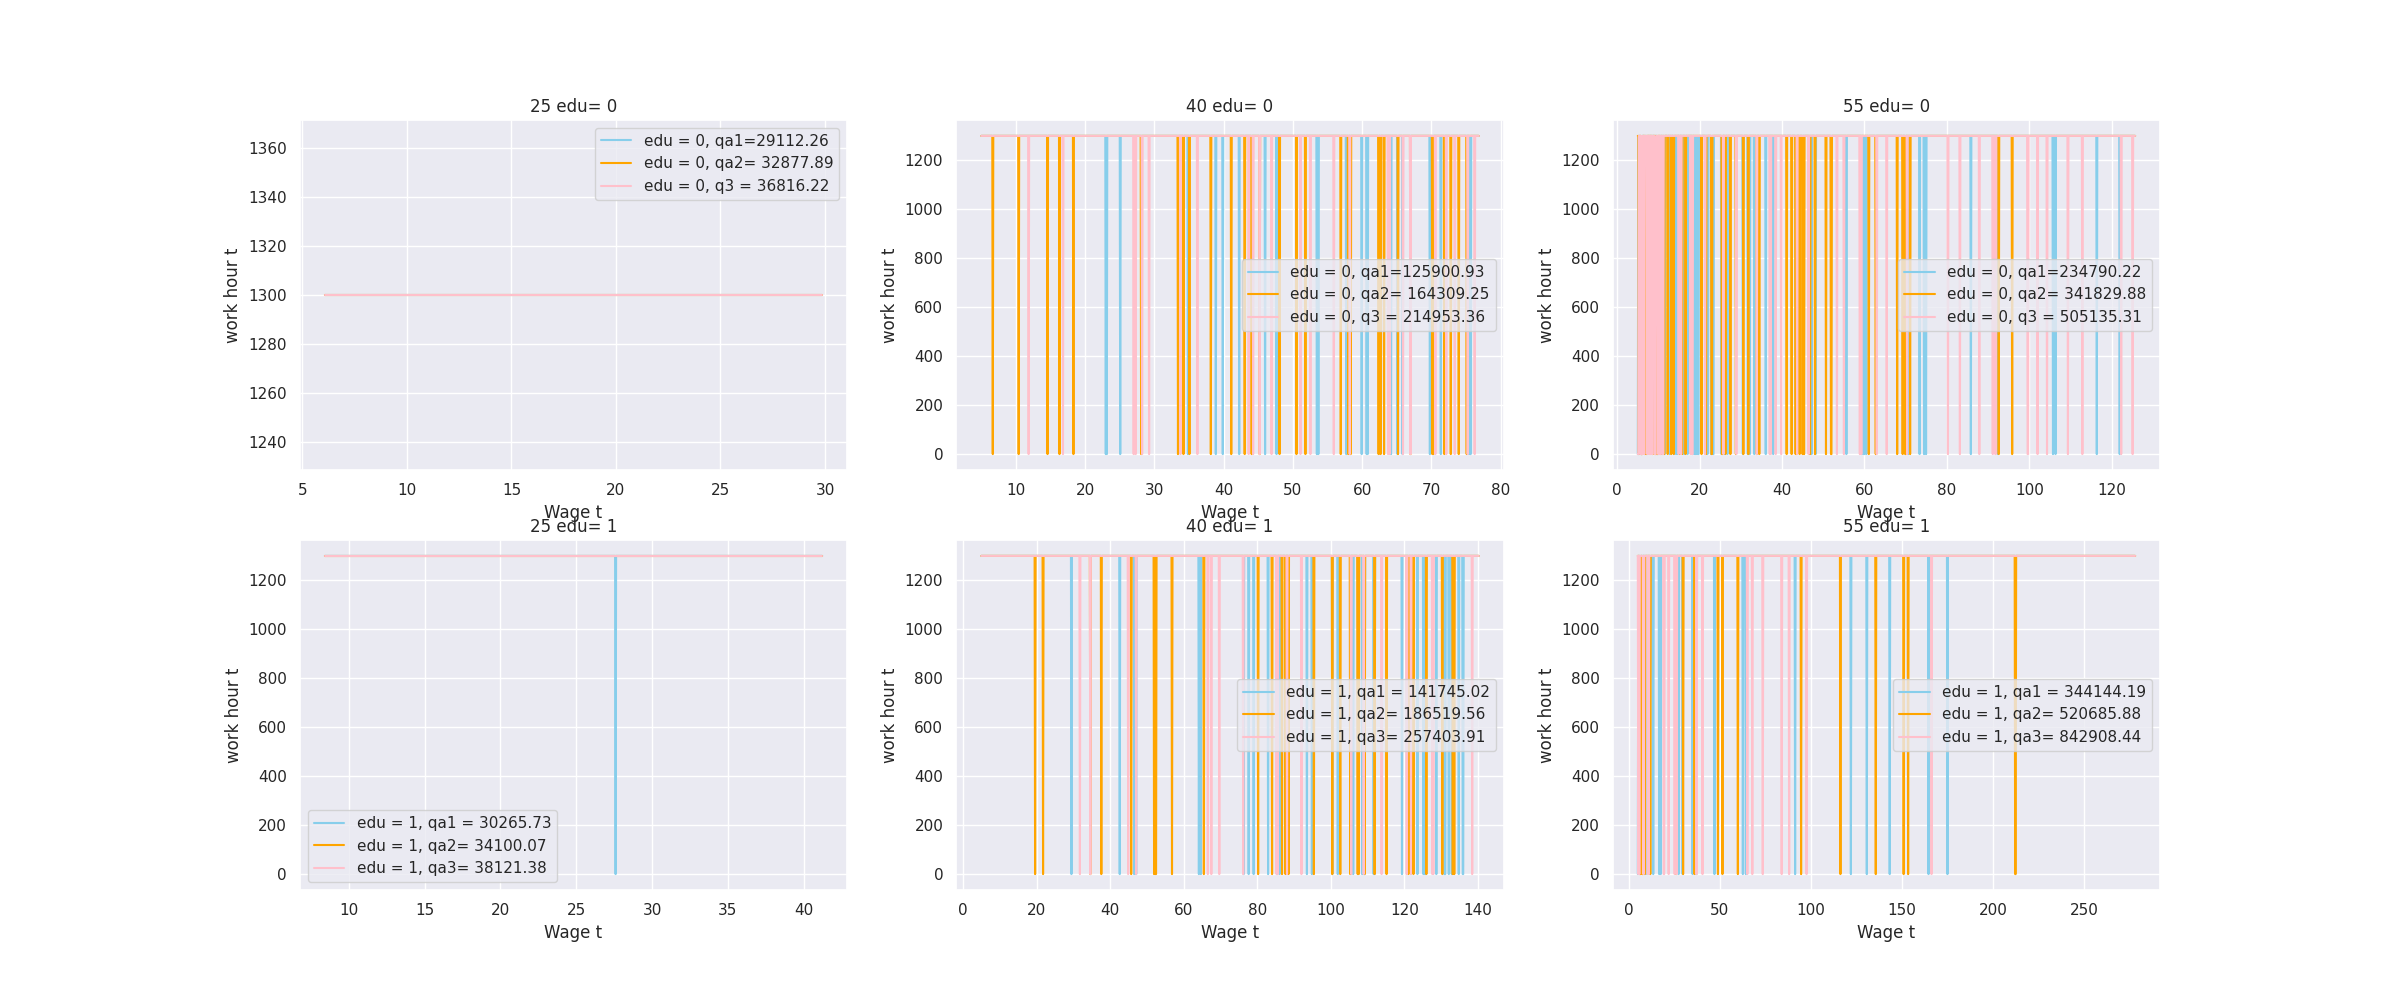 25 edu= 0
work hour t
1360
1340
1320
1300
1280
1260
1240
edu = 0, qa1=29112.26
edu = 0, qa2= 32877.89
edu = 0, q3 = 36816.22
5 10 15 20 25 30
Wage t
40 edu= 0
work hour t
1200
1000
800
600
400
200
0
edu = 0, qa1=125900.93
edu = 0, qa2= 164309.25
edu = 0, q3 = 214953.36
10 20 30 40 50 60 70 80
Wage t
55 edu= 0
work hour t
1200
1000
800
600
400
200
0
edu = 0, qa1=234790.22
edu = 0, qa2= 341829.88
edu = 0, q3 = 505135.31
0 20 40 60 80 100 120
Wage t
25 edu= 1
work hour t
1200
1000
800
600
400
200
0
edu = 1, qa1 = 30265.73
edu = 1, qa2= 34100.07
edu = 1, qa3= 38121.38
10 15 20 25 30 35 40
Wage t
40 edu= 1
work hour t
1200
1000
800
600
400
200
0
edu = 1, qa1 = 141745.02
edu = 1, qa2= 186519.56
edu = 1, qa3= 257403.91
0 20 40 60 80 100 120 140
Wage t
55 edu= 1
work hour t
1200
1000
800
600
400
200
0
edu = 1, qa1 = 344144.19
edu = 1, qa2= 520685.88
edu = 1, qa3= 842908.44
0 50 100 150 200 250
Wage t